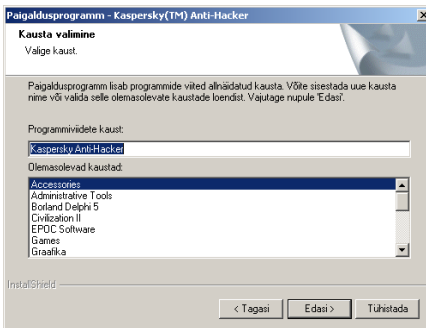 Paigaldusprogramm - Kaspersky(TM) Anti-Hacker
Kausta valimine
Valige kaust.
Paigaldusprogramm lisab programmide viited allnäidatud kausta. Võite sisestada uue kausta
nime või valida selle olemasolevate kaustade loendist. Vajutage nupule 'Edasi'.
Programmiviidete kaust:
Kaspersky Anti-Hacker
Olemasolevad kaustad:
Accessories
Administrative Tools
Borland Delphi 5
Civilization II
EPOC Software
Games
Graafika
InstallShield
< Tagasi
Edasi >
Tühistada